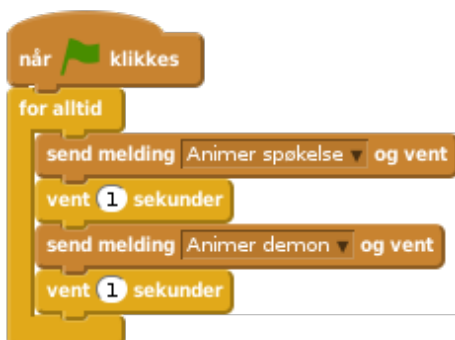 når klikkes
for alltid
send melding Animer spøkelse og vent
vent 1 sekunder
send melding Animer demon og vent
vent 1 sekunder